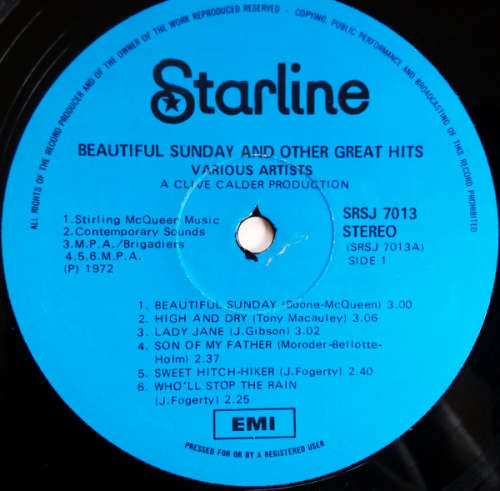 ALL RIGHTS OF THE RECORD PRODUCER AND OF THE OWNER OF THE WORK REPRODUCED RESERVED - COPYING, PUBLIC PERFORMANCE AND BROADCASTING OF THIS RECORD PROHIBITED
Starline
BEAUTIFUL SUNDAY AND OTHER GREAT HITS
VARIOUS ARTISTS
A CLIVE CALDER PRODUCTION
1.Stirling McQueen Music
2.Contemporary Sounds
3.M.P.A./Brigadiers
4,5,6.M.P.A.
(P) 1972
SRSJ 7013
STEREO
(SRSJ 7013A)
SIDE 1
1. BEAUTIFUL SUNDAY (Boone-McQueen) 3.00
2. HIGH AND DRY (Tony Macauley) 3.06
3. LADY JANE (J.Gibson) 3.02
4. SON OF MY FATHER (Moroder-Bellotte-
Holm) 2.37
5. SWEET HITCH-HIKER (J.Fogerty) 2.40
6. WHO'LL STOP THE RAIN
(J.Fogerty) 2.25
EMI
PRESSED FOR OR BY A REGISTERED USER